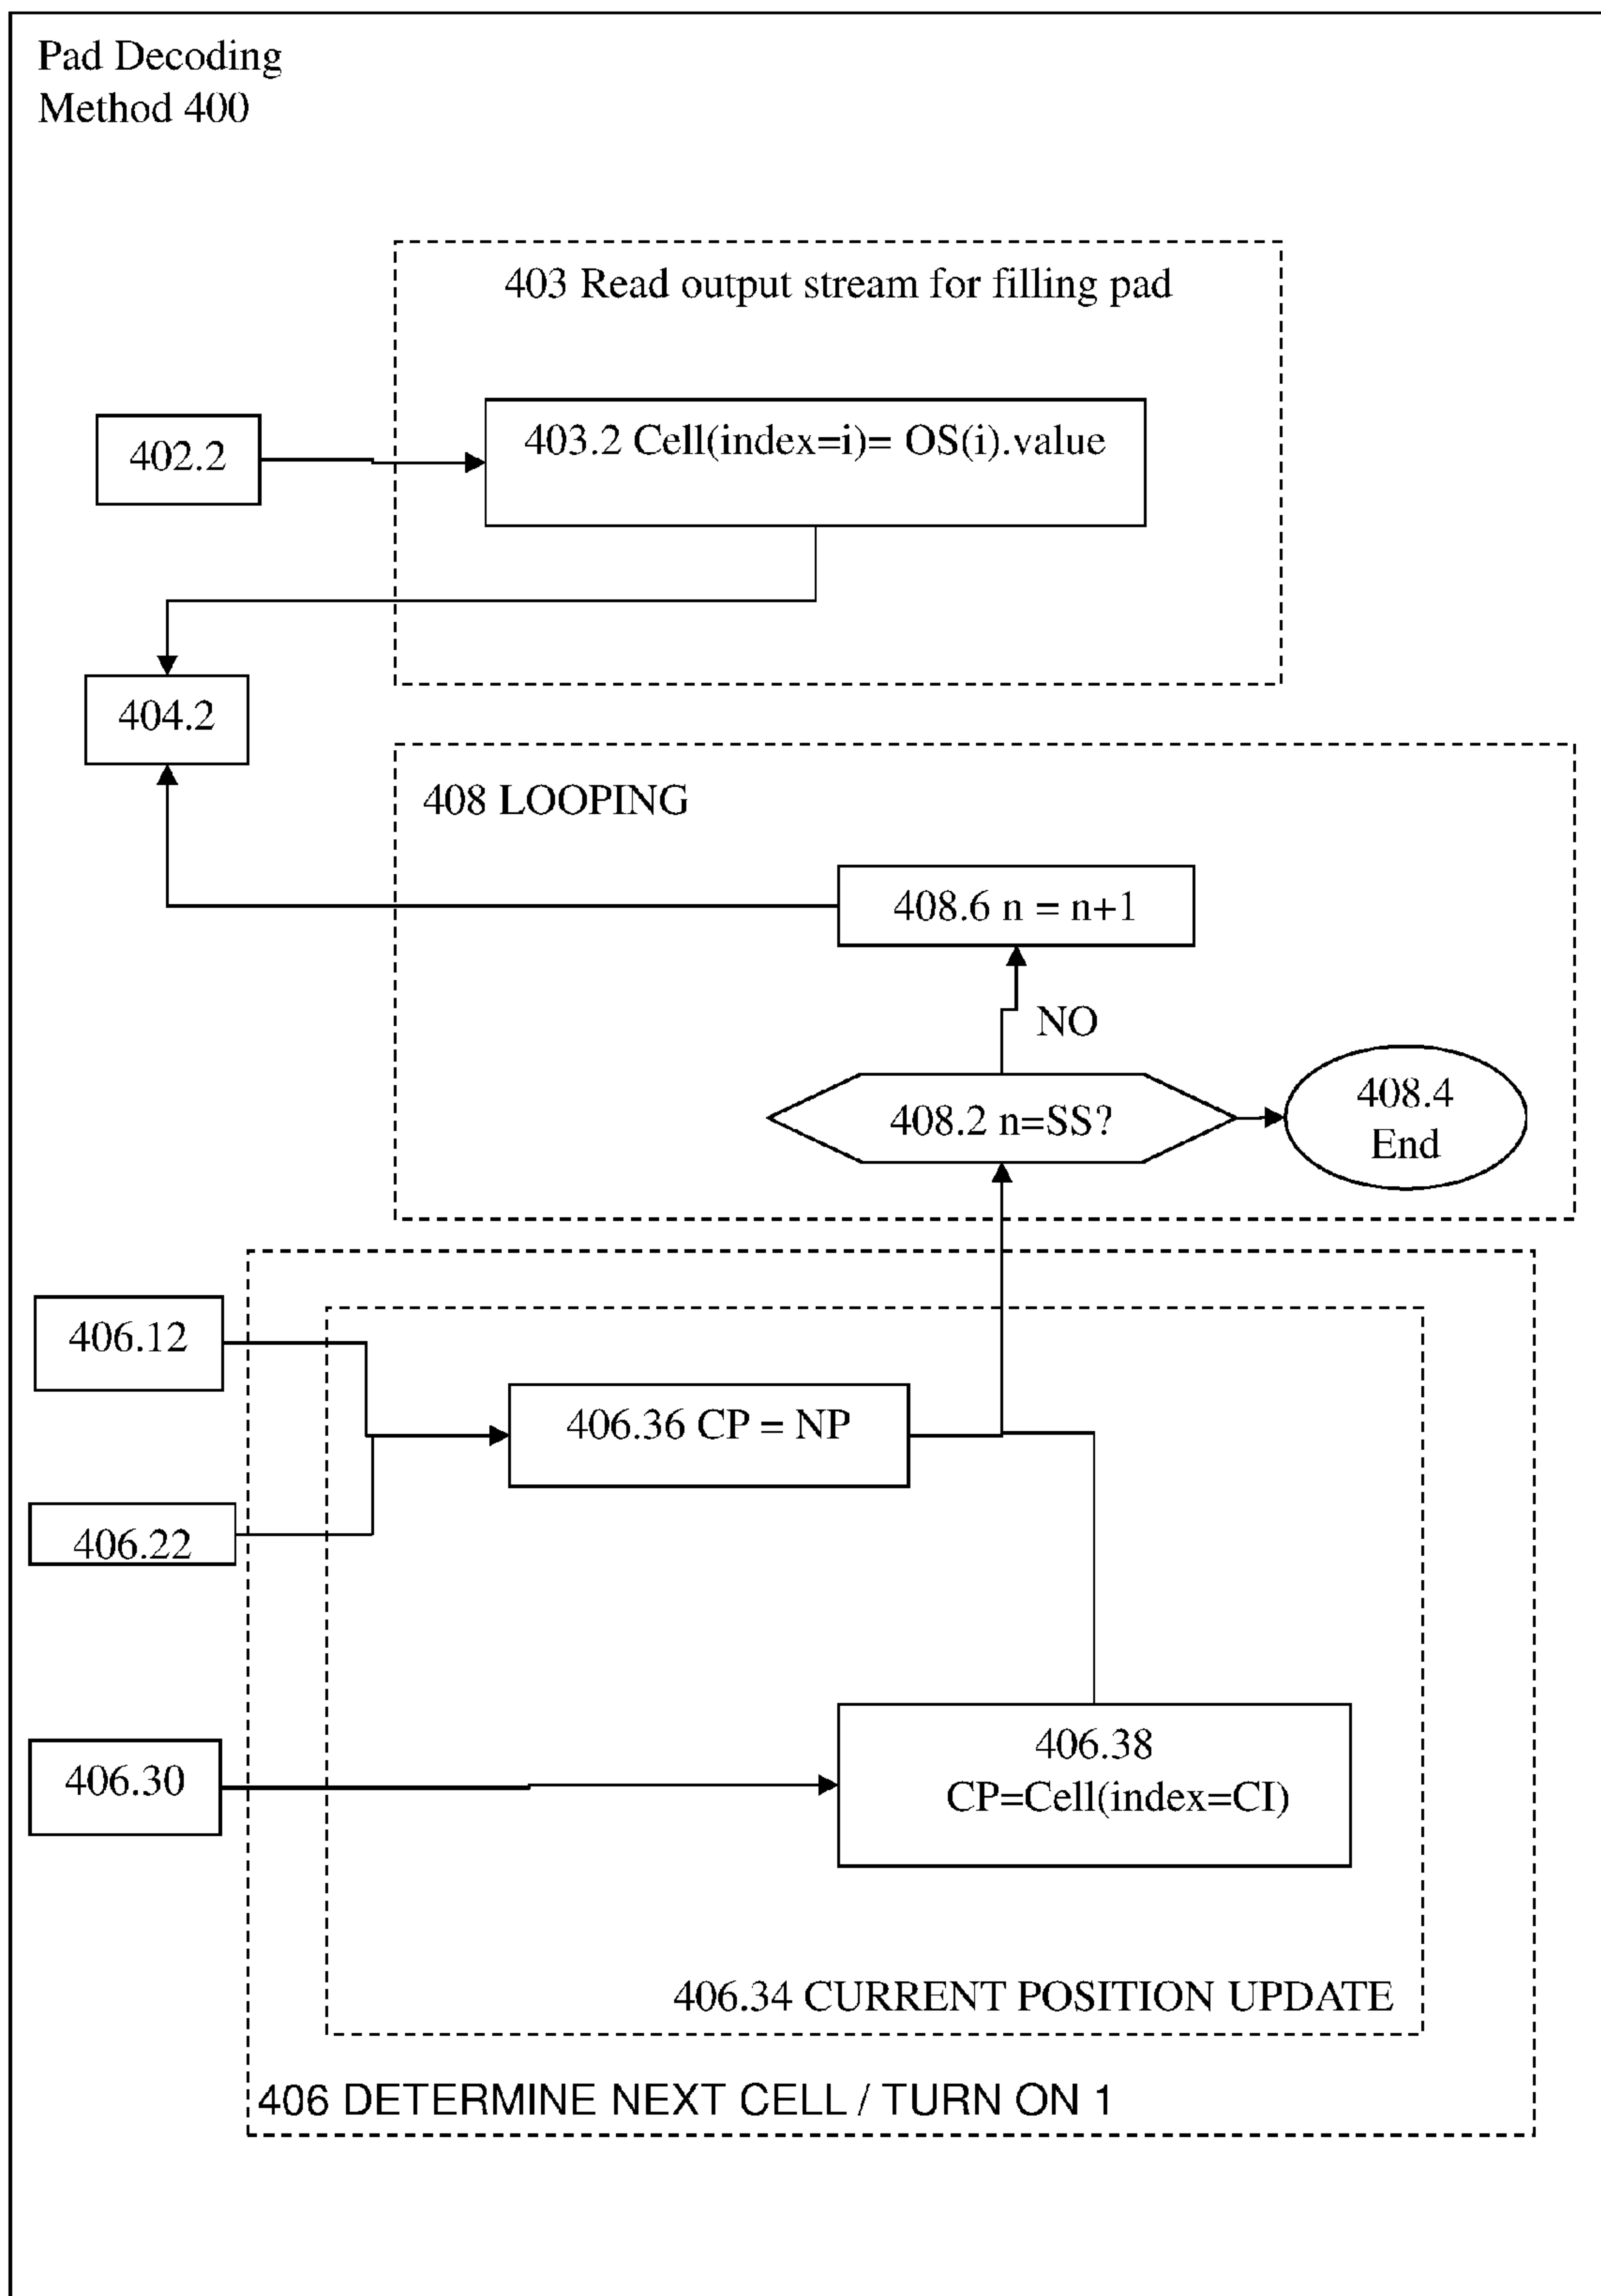 Pad Decoding
Method 400
403 Read output stream for filling pad
402.2
403.2 Cell(index=i)= OS(i).value
404.2
408 LOOPING
408.6 n = n+1
NO
408.2 n=SS?
408.4
End
406.12
406.36 CP = NP
406.22
406.30
406.38
CP=Cell(index=CI)
406.34 CURRENT POSITION UPDATE
406 DETERMINE NEXT CELL / TURN ON 1